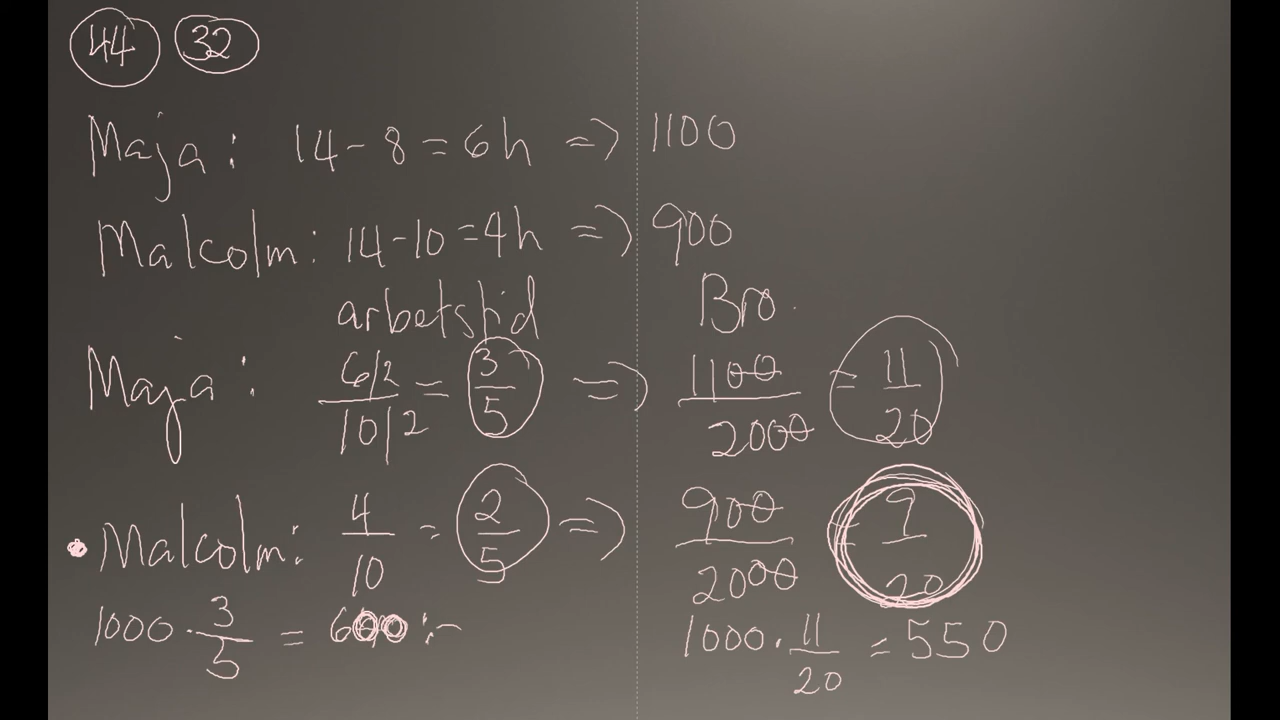 44 32
Maja: 14-8=6h => 1100
Malcolm: 14-10=4h => 900
arbetstid Bro.
Maja: 6/2 / 10/2 = 3/5 => 1100/2000 = 11/20
Malcolm: 4/10 = 2/5 => 900/2000 = 9/20
1000 · 3/5 = 600 :- 1000 · 11/20 = 550